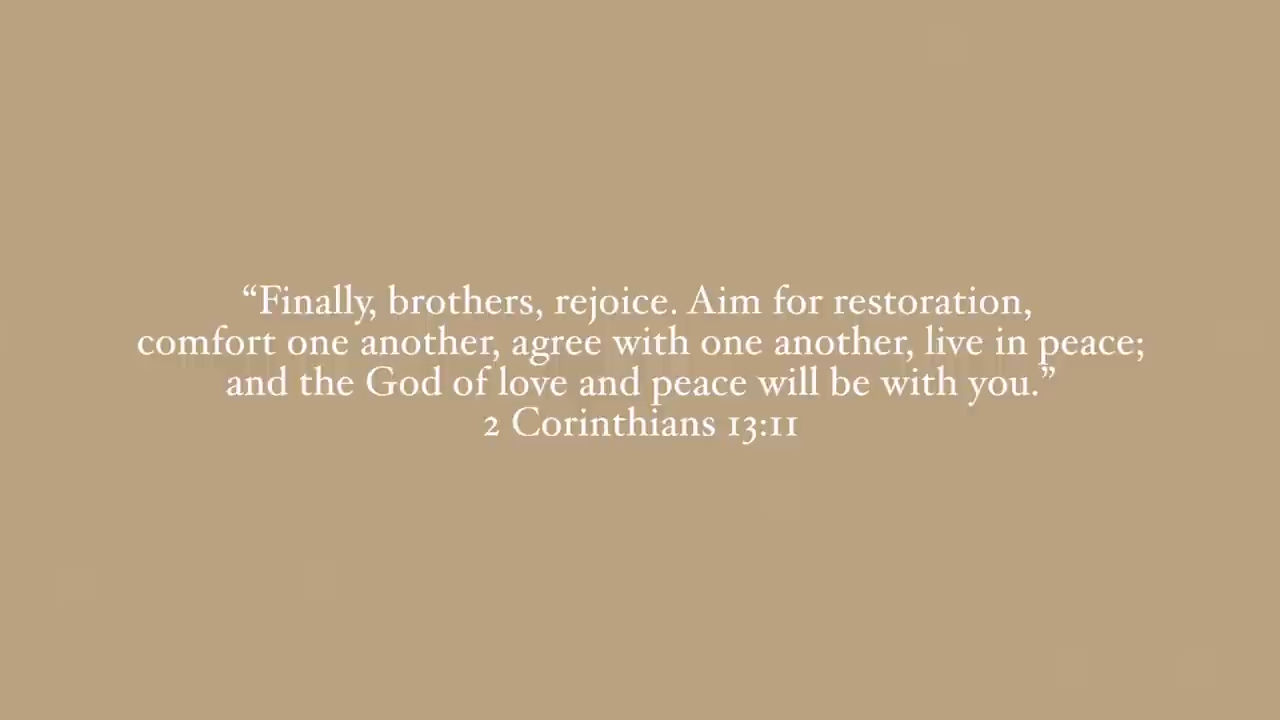 “Finally, brothers, rejoice. Aim for restoration,
comfort one another, agree with one another, live in peace;
and the God of love and peace will be with you.”
2 Corinthians 13:11